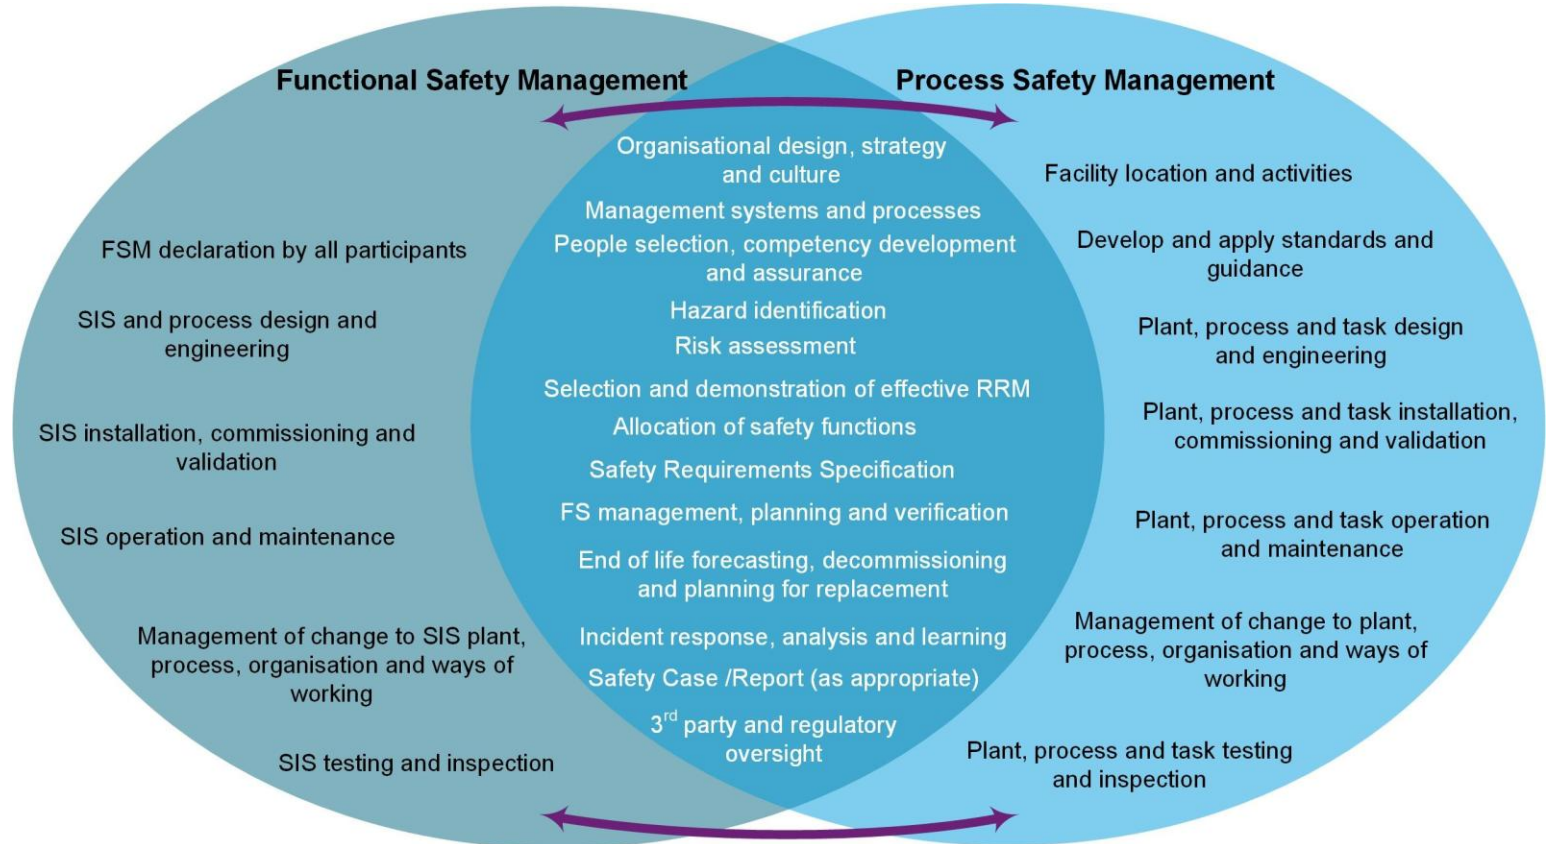 Functional Safety Management
Process Safety Management
FSM declaration by all participants
SIS and process design and
engineering
SIS installation, commissioning and
validation
SIS operation and maintenance
Management of change to SIS plant,
process, organisation and ways of
working
SIS testing and inspection
Organisational design, strategy
and culture
Management systems and processes
People selection, competency development
and assurance
Hazard identification
Risk assessment
Selection and demonstration of effective RRM
Allocation of safety functions
Safety Requirements Specification
FS management, planning and verification
End of life forecasting, decommissioning
and planning for replacement
Incident response, analysis and learning
Safety Case /Report (as appropriate)
3rd party and regulatory
oversight
Facility location and activities
Develop and apply standards and
guidance
Plant, process and task design
and engineering
Plant, process and task installation,
commissioning and validation
Plant, process and task operation
and maintenance
Management of change to plant,
process, organisation and ways of
working
Plant, process and task testing
and inspection